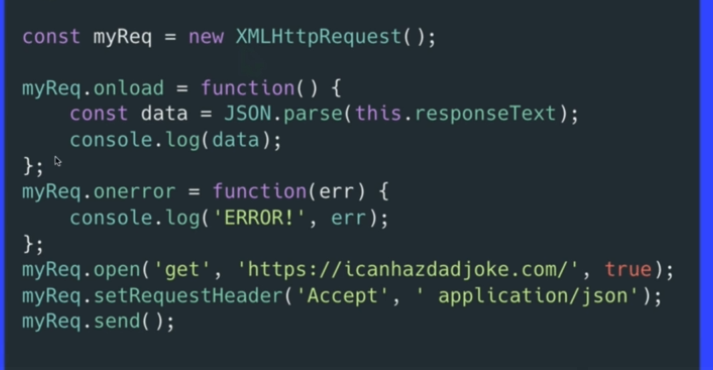 const myReq = new XMLHttpRequest();
myReq.onload = function() {
    const data = JSON.parse(this.responseText);
    console.log(data);
};
myReq.onerror = function(err) {
    console.log('ERROR!', err);
};
myReq.open('get', 'https://icanhazdadjoke.com/', true);
myReq.setRequestHeader('Accept', ' application/json');
myReq.send();